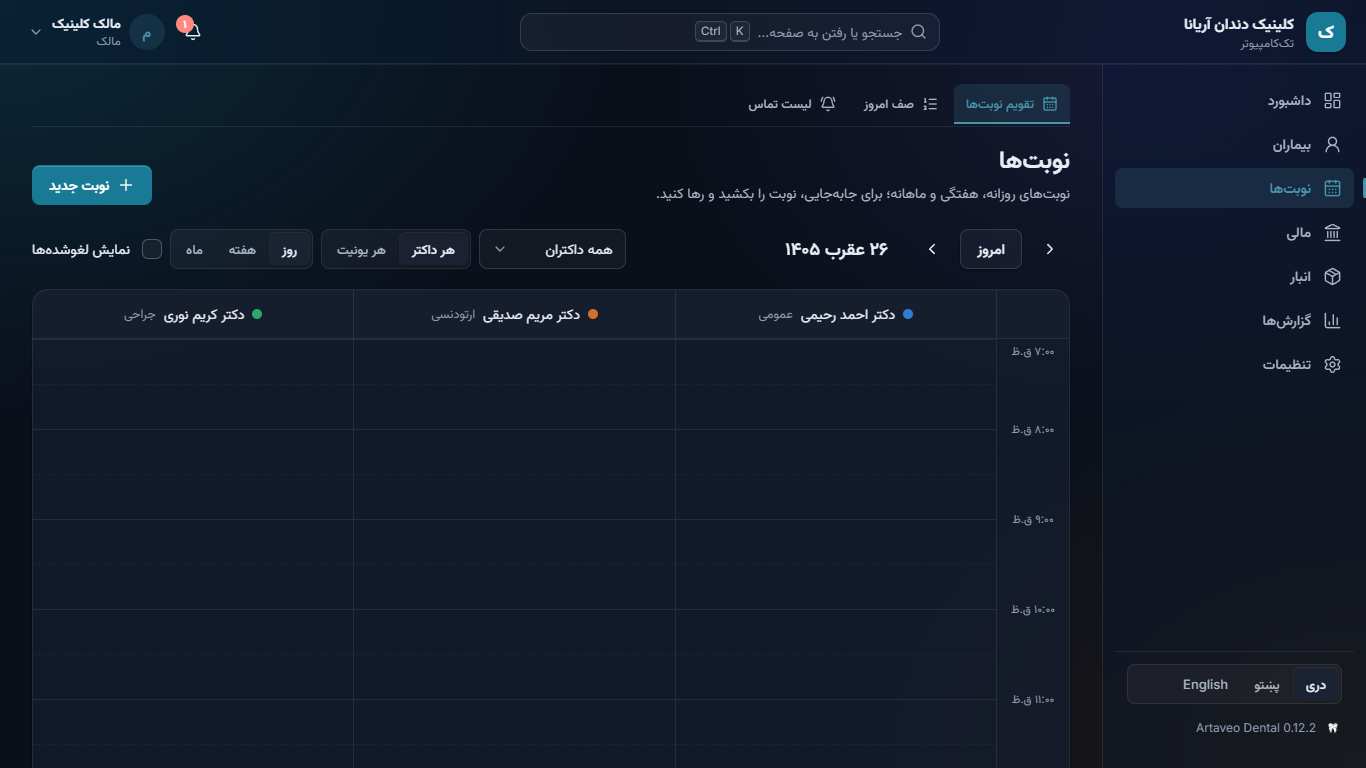 کلینیک دندان آریانا
تک‌کامپیوتر
ک
جستجو یا رفتن به صفحه...
Ctrl K
۱
م
مالک کلینیک
مالک
داشبورد
بیماران
نوبت‌ها
مالی
انبار
گزارش‌ها
تنظیمات
دری
پښتو
English
Artaveo Dental 0.12.2
تقویم نوبت‌ها
صف امروز
لیست تماس
نوبت‌ها
نوبت‌های روزانه، هفتگی و ماهانه؛ برای جابه‌جایی، نوبت را بکشید و رها کنید.
نوبت جدید
امروز
۲۶ عقرب ۱۴۰۵
همه داکتران
هر داکتر
هر یونیت
روز
هفته
ماه
نمایش لغوشده‌ها
دکتر احمد رحیمی عمومی
دکتر مریم صدیقی ارتودنسی
دکتر کریم نوری جراحی
۷:۰۰ ق.ظ
۸:۰۰ ق.ظ
۹:۰۰ ق.ظ
۱۰:۰۰ ق.ظ
۱۱:۰۰ ق.ظ